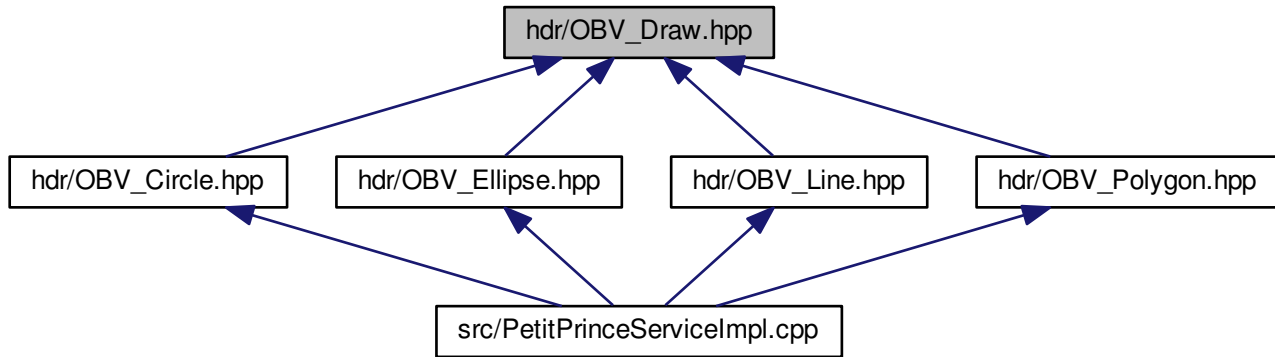 hdr/OBV_Draw.hpp
hdr/OBV_Circle.hpp
hdr/OBV_Ellipse.hpp
hdr/OBV_Line.hpp
hdr/OBV_Polygon.hpp
src/PetitPrinceServiceImpl.cpp